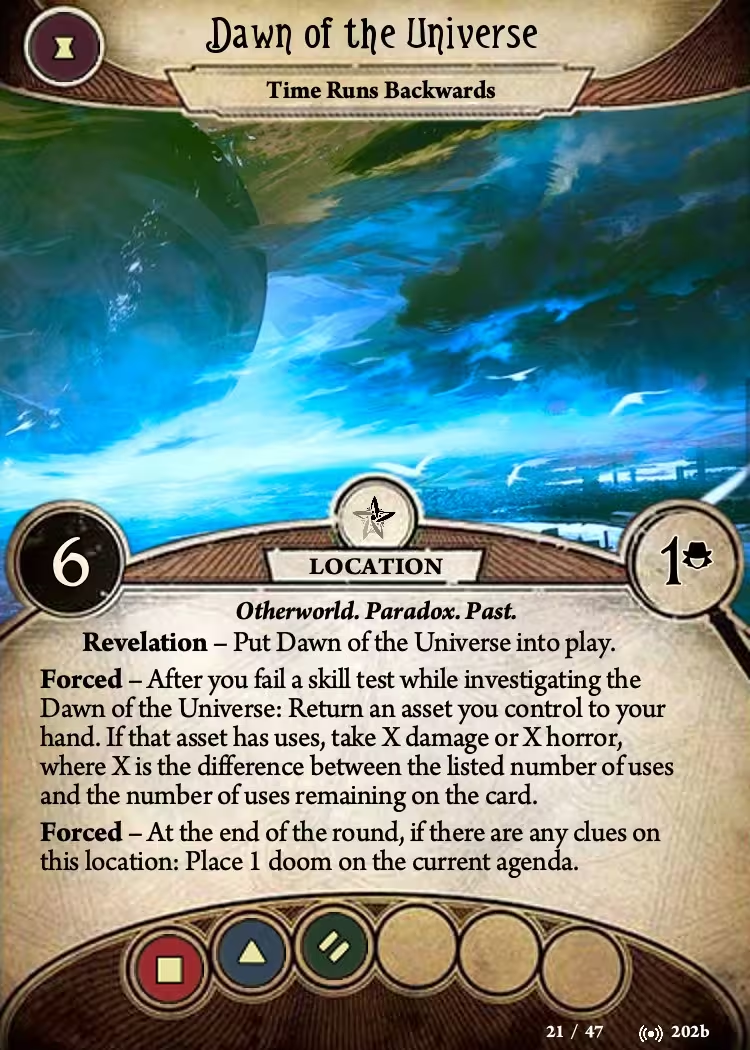 Dawn of the Universe
Time Runs Backwards
6
1
LOCATION
Otherworld. Paradox. Past.
Revelation – Put Dawn of the Universe into play.
Forced – After you fail a skill test while investigating the
Dawn of the Universe: Return an asset you control to your
hand. If that asset has uses, take X damage or X horror,
where X is the difference between the listed number of uses
and the number of uses remaining on the card.
Forced – At the end of the round, if there are any clues on
this location: Place 1 doom on the current agenda.
21 / 47 202b